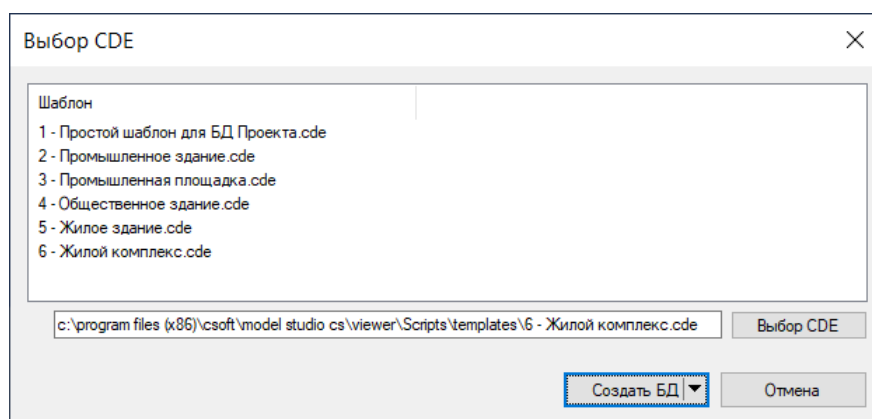 Выбор CDE
Шаблон
1 - Простой шаблон для БД Проекта.cde
2 - Промышленное здание.cde
3 - Промышленная площадка.cde
4 - Общественное здание.cde
5 - Жилое здание.cde
6 - Жилой комплекс.cde
c:\program files (x86)\csoft\model studio cs\viewer\Scripts\templates\6 - Жилой комплекс.cde
Выбор CDE
Создать БД
Отмена